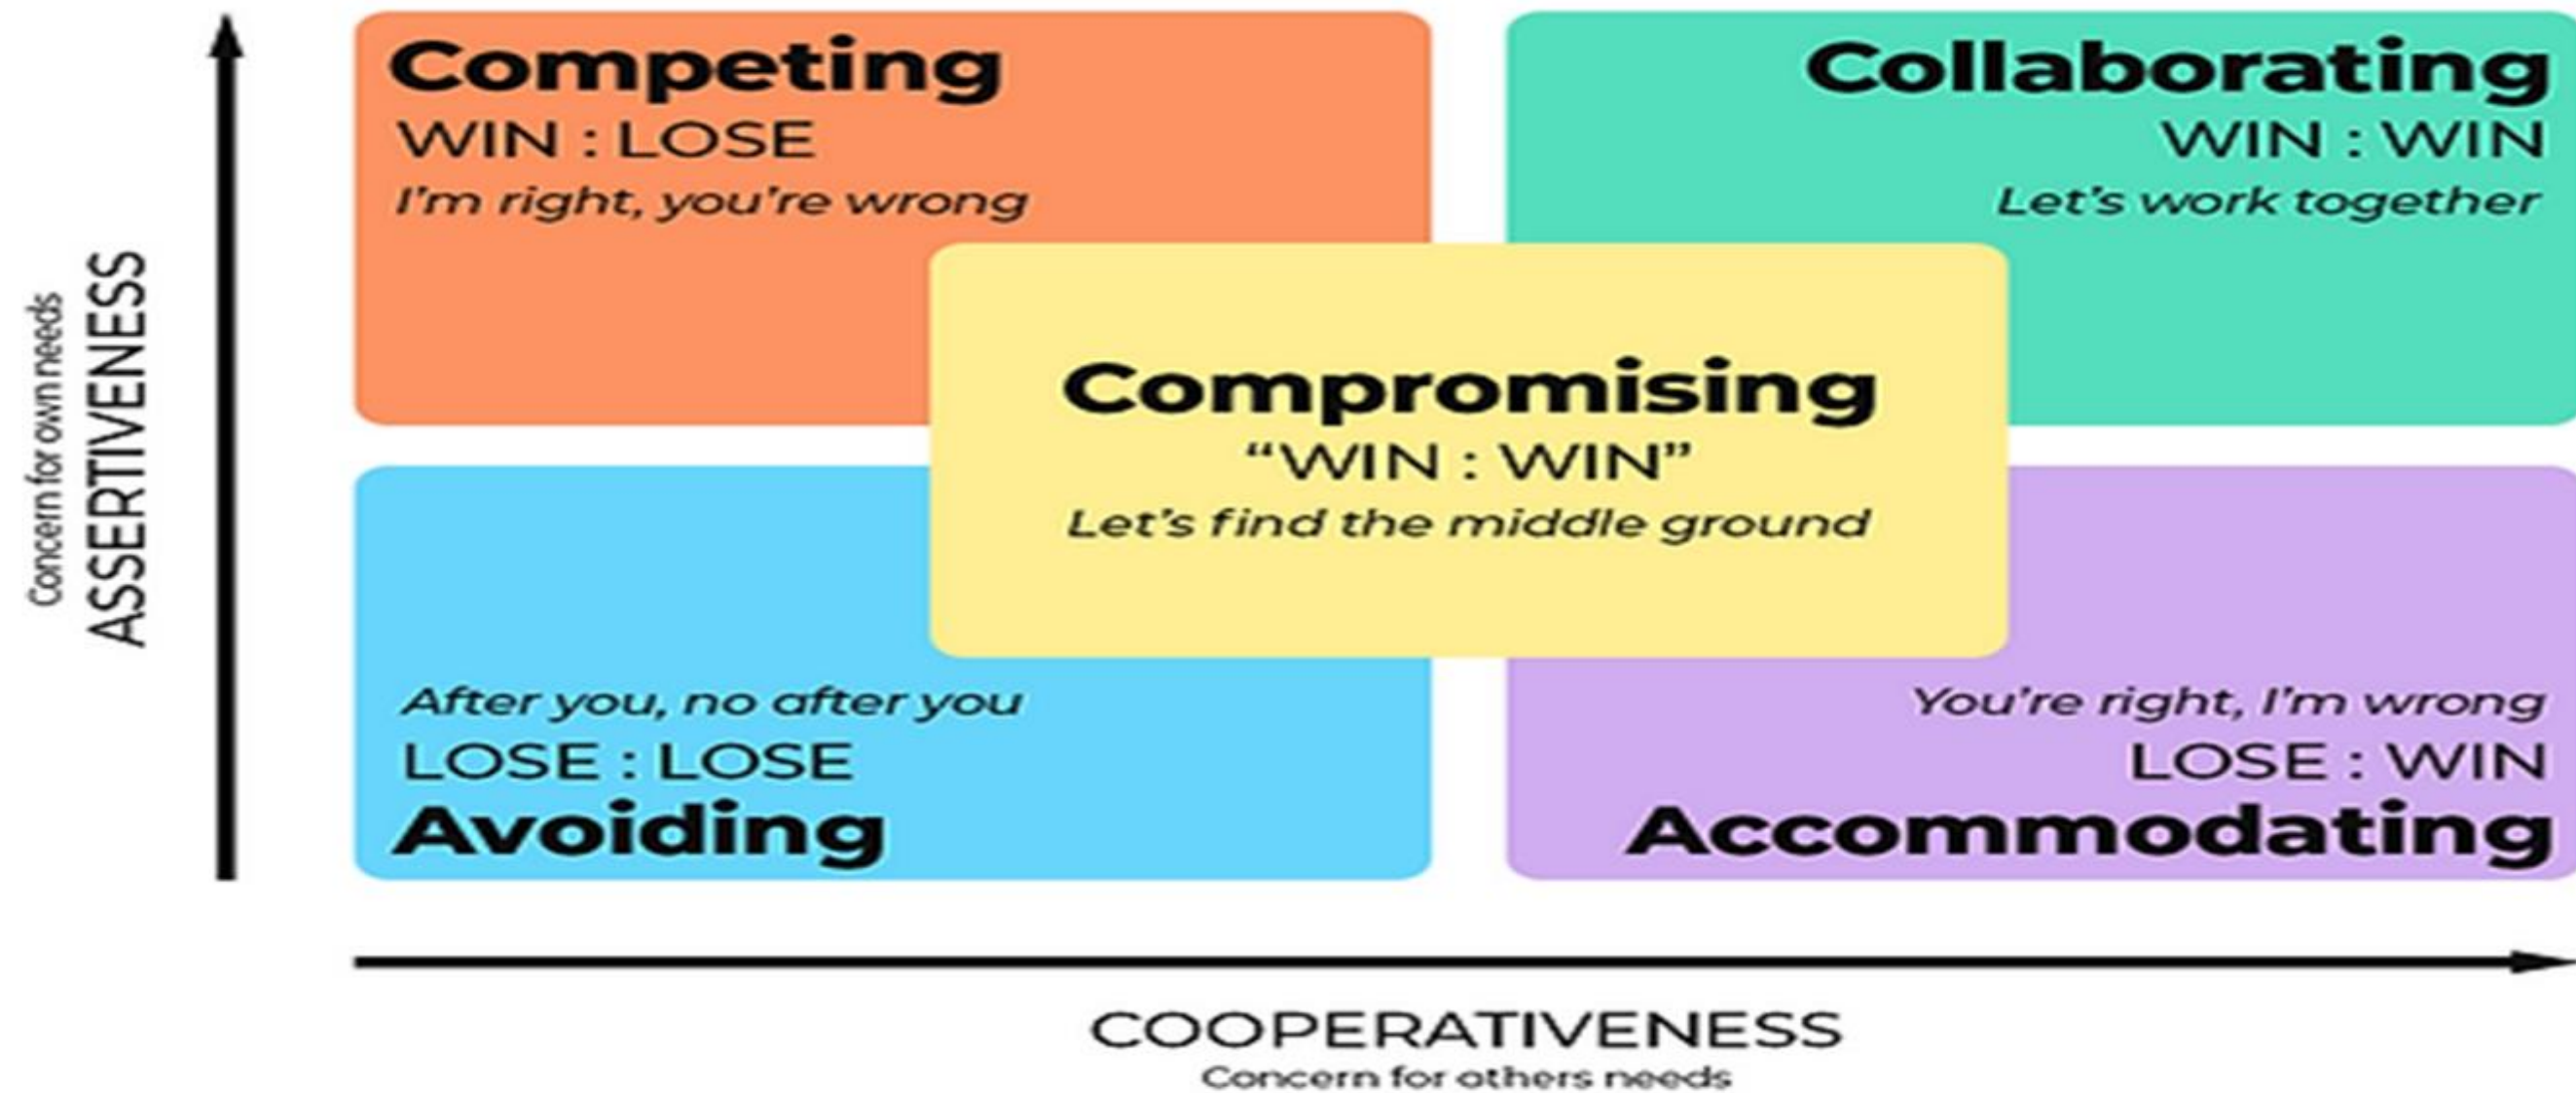 Concern for own needs
ASSERTIVENESS
Competing
WIN : LOSE
I'm right, you're wrong
Collaborating
WIN : WIN
Let's work together
Compromising
“WIN : WIN”
Let's find the middle ground
After you, no after you
LOSE : LOSE
Avoiding
You're right, I'm wrong
LOSE : WIN
Accommodating
COOPERATIVENESS
Concern for others needs